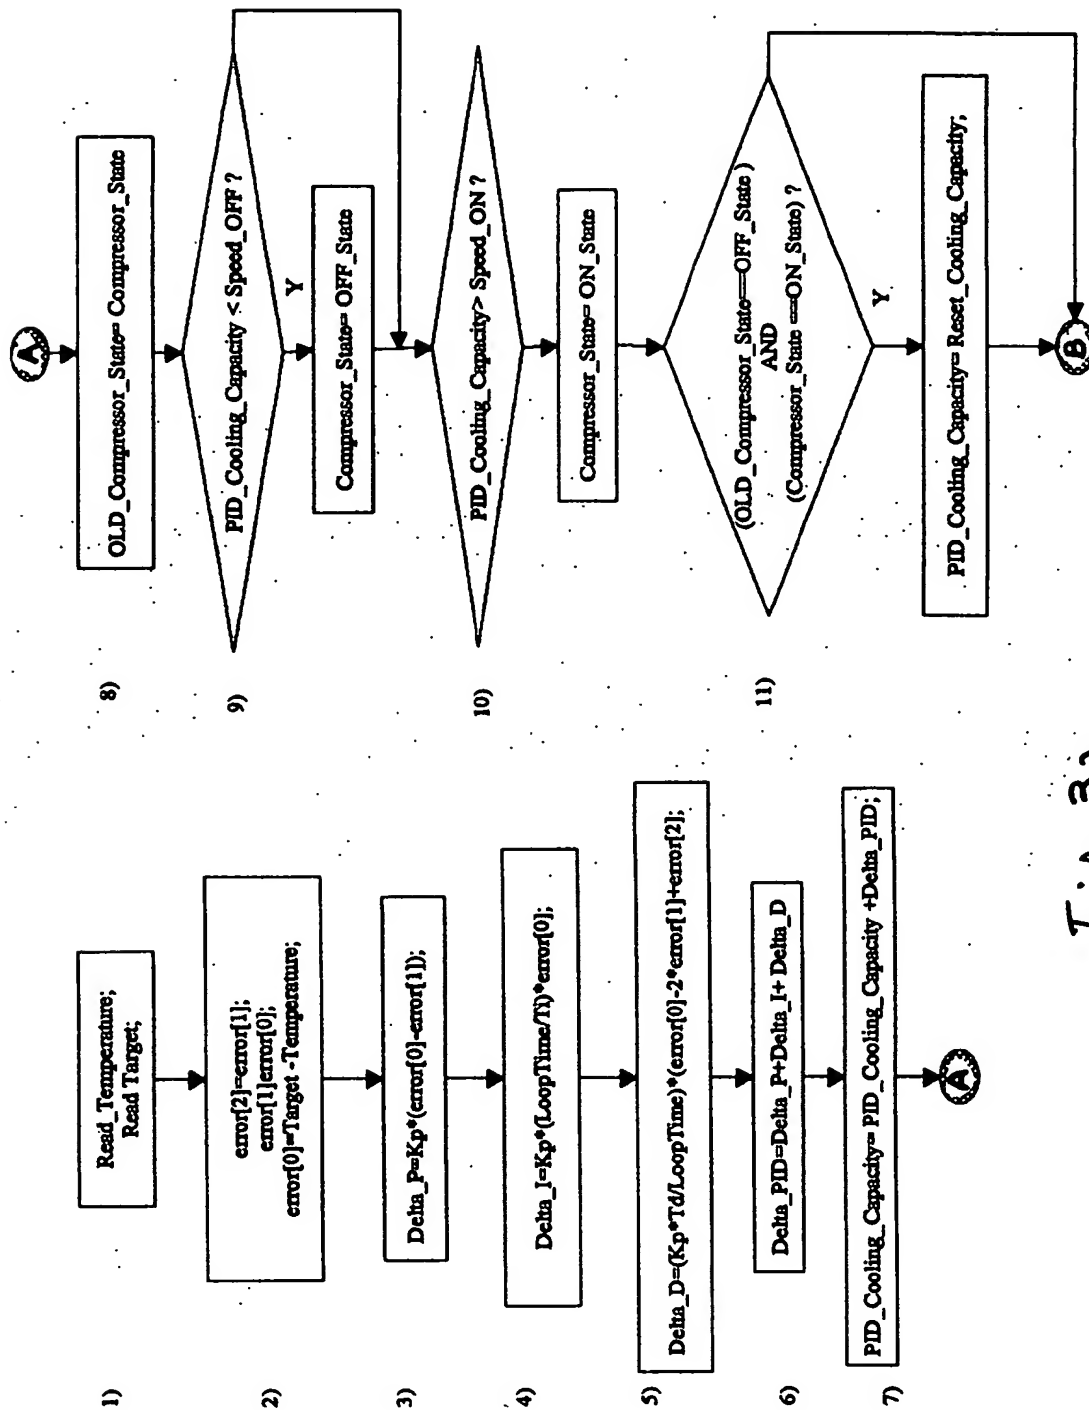 1)
Read_Temperature;
Read Target;
2)
error[2]=error[1];
error[1]error[0];
error[0]=Target -Temperature;
3)
Delta_P=Kp*(error[0]-error[1]);
4)
Delta_I=Kp*(LoopTime/Ti)*error[0];
5)
Delta_D=(Kp*Td/LoopTime)*(error[0]-2*error[1]+error[2];
6)
Delta_PID=Delta_P+Delta_I+ Delta_D
7)
PID_Cooling_Capacity= PID_Cooling_Capacity +Delta_PID;
A
A
8)
OLD_Compressor_State= Compressor_State
9)
PID_Cooling_Capacity < Speed_OFF ?
Y
Compressor_State= OFF_State
10)
PID_Cooling_Capacity> Speed_ON ?
Compressor_State= ON_State
11)
(OLD_Compressor_State==OFF_State )
AND
(Compressor_State ==ON_State) ?
Y
PID_Cooling_Capacity= Reset_Cooling_Capacity;
B